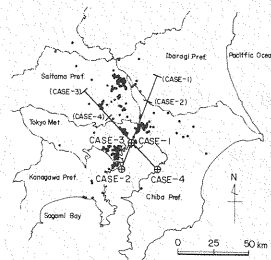 Ibaragi Pref.
Pacific Ocean
Saitama Pref.
(CASE-1)
(CASE-3)
(CASE-2)
(CASE-4)
Tokyo Met.
CASE-3
CASE-1
Kanagawa Pref.
CASE-2
CASE-4
Chiba Pref.
N
Sagami Bay
0 25 50 km